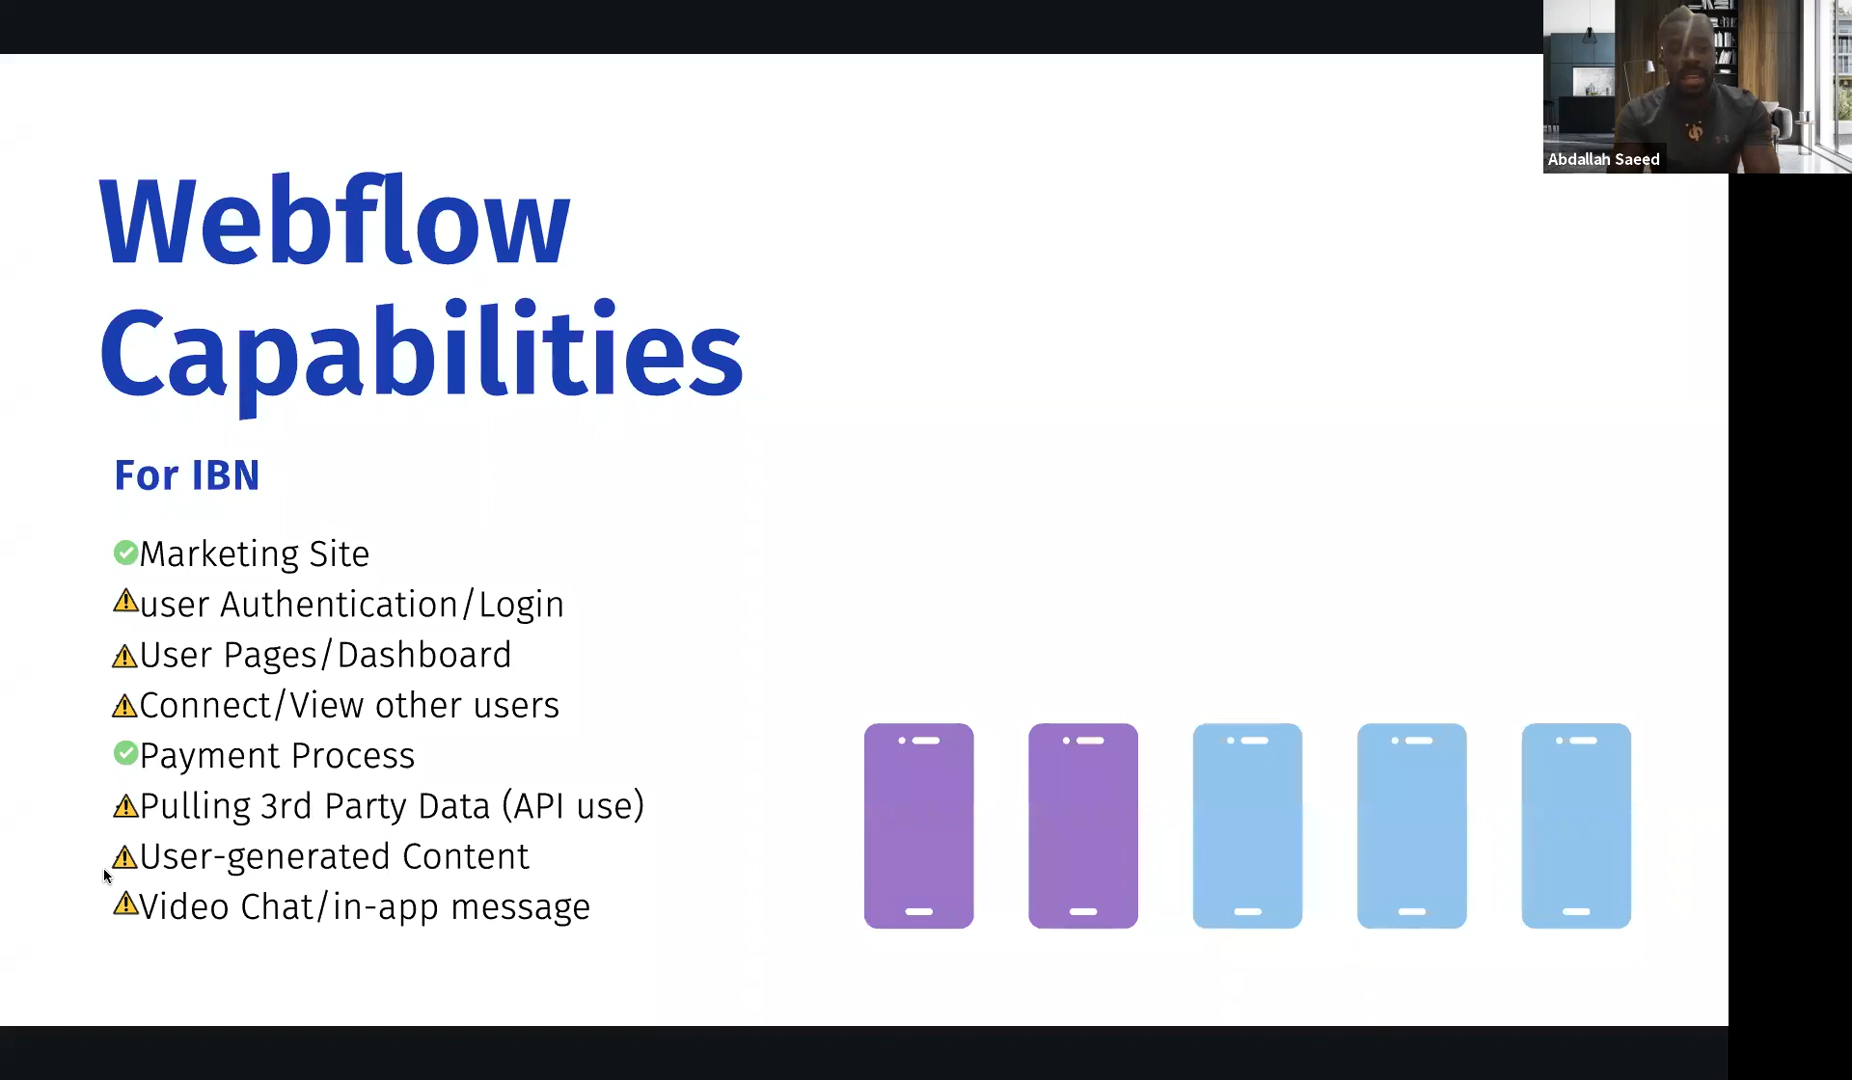 Abdallah Saeed
Webflow
Capabilities
For IBN
Marketing Site
user Authentication/Login
User Pages/Dashboard
Connect/View other users
Payment Process
Pulling 3rd Party Data (API use)
User-generated Content
Video Chat/in-app message